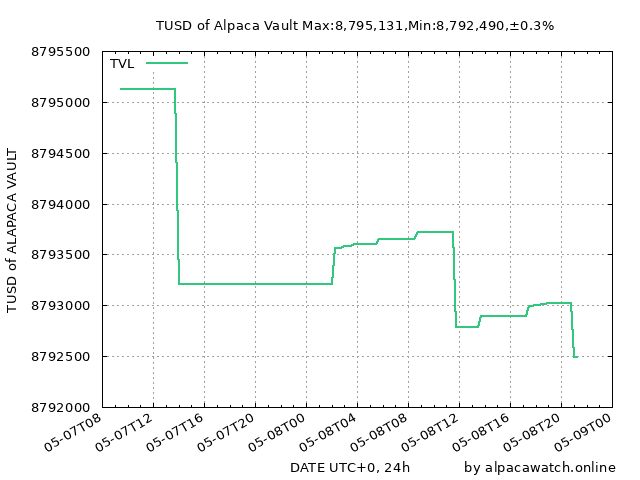 TUSD of Alpaca Vault Max:8,795,131,Min:8,792,490,±0.3%
TVL
8795500
8795000
8794500
8794000
8793500
8793000
8792500
8792000
TUSD of ALAPACA VAULT
05-07T08
05-07T12
05-07T16
05-07T20
05-08T00
05-08T04
05-08T08
05-08T12
05-08T16
05-08T20
05-09T00
DATE UTC+0, 24h
by alpacawatch.online